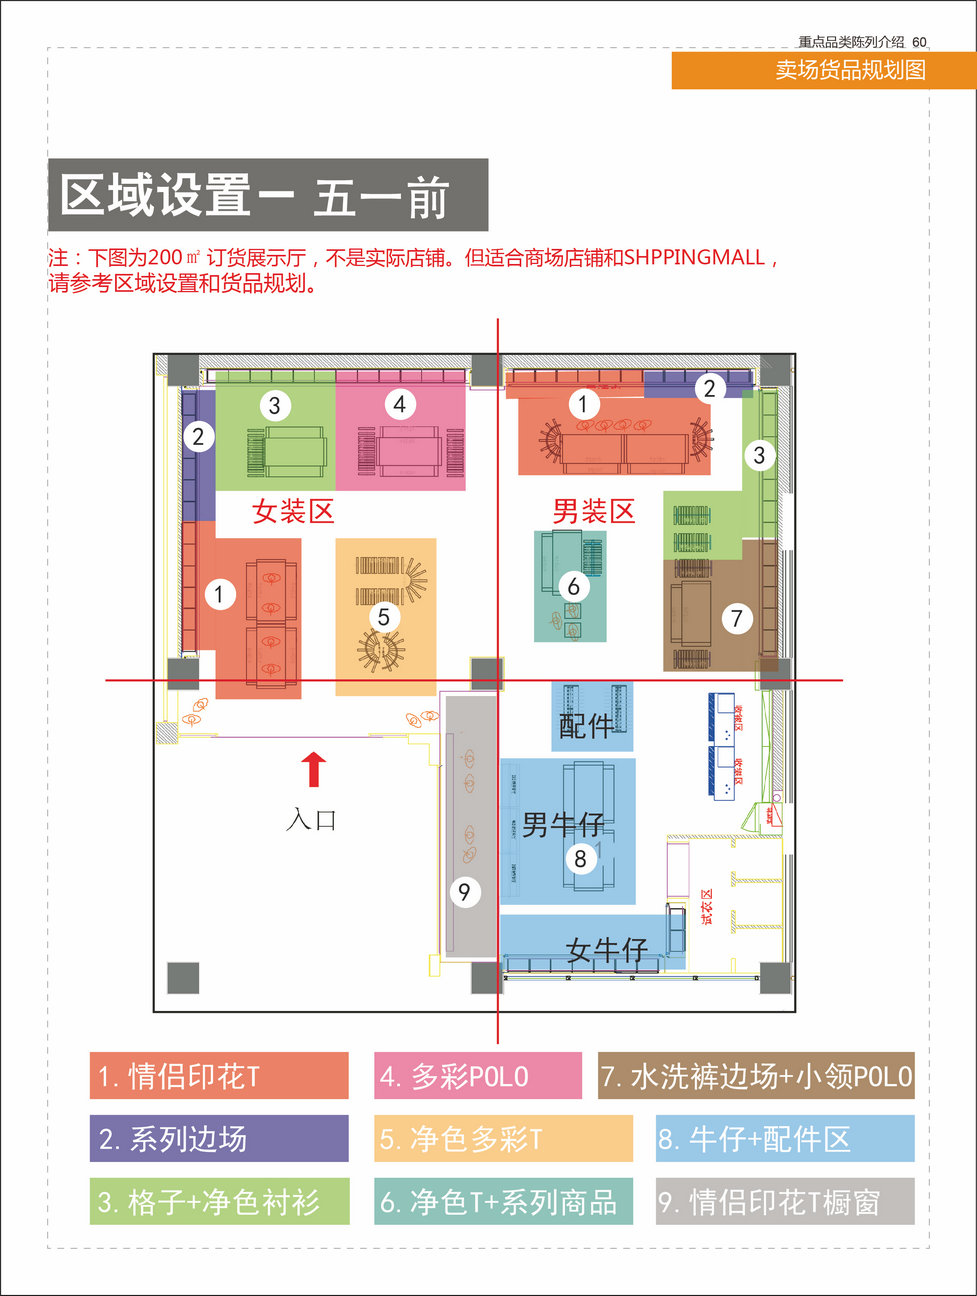 重点品类陈列介绍 60
卖场货品规划图
区域设置— 五一前
注：下图为200㎡ 订货展示厅，不是实际店铺。但适合商场店铺和SHPPINGMALL，
请参考区域设置和货品规划。
3
4
1
2
2
3
女装区
男装区
1
5
6
7
配件
收银区
收银区
入口
男牛仔
8
9
试衣区
女牛仔
1.情侣印花T
4.多彩POLO
7.水洗裤边场+小领POLO
2.系列边场
5.净色多彩T
8.牛仔+配件区
3.格子+净色衬衫
6.净色T+系列商品
9.情侣印花T橱窗